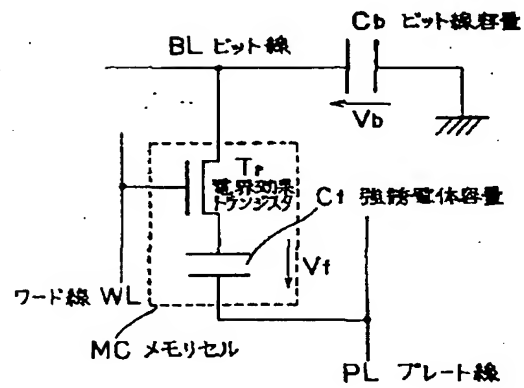 Cb ビット線容量
BL ビット線
Vb
Tr
電界効果
トランジスタ
Cf 強誘電体容量
Vf
ワード線 WL
MC メモリセル
PL プレート線